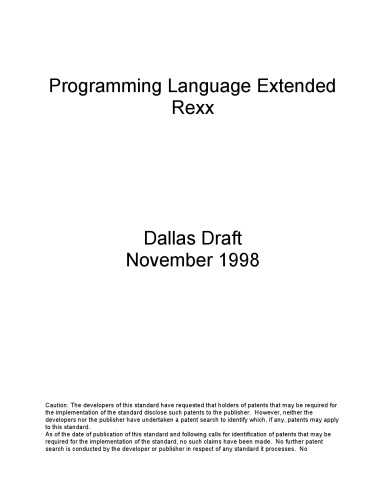 Programming Language Extended
Rexx
Dallas Draft
November 1998
Caution: The developers of this standard have requested that holders of patents that may be required for
the implementation of the standard disclose such patents to the publisher. However, neither the
developers nor the publisher have undertaken a patent search to identify which, if any, patents may apply
to this standard.
As of the date of publication of this standard and following calls for identification of patents that may be
required for the implementation of the standard, no such claims have been made. No further patent
search is conducted by the developer or publisher in respect of any standard it processes. No